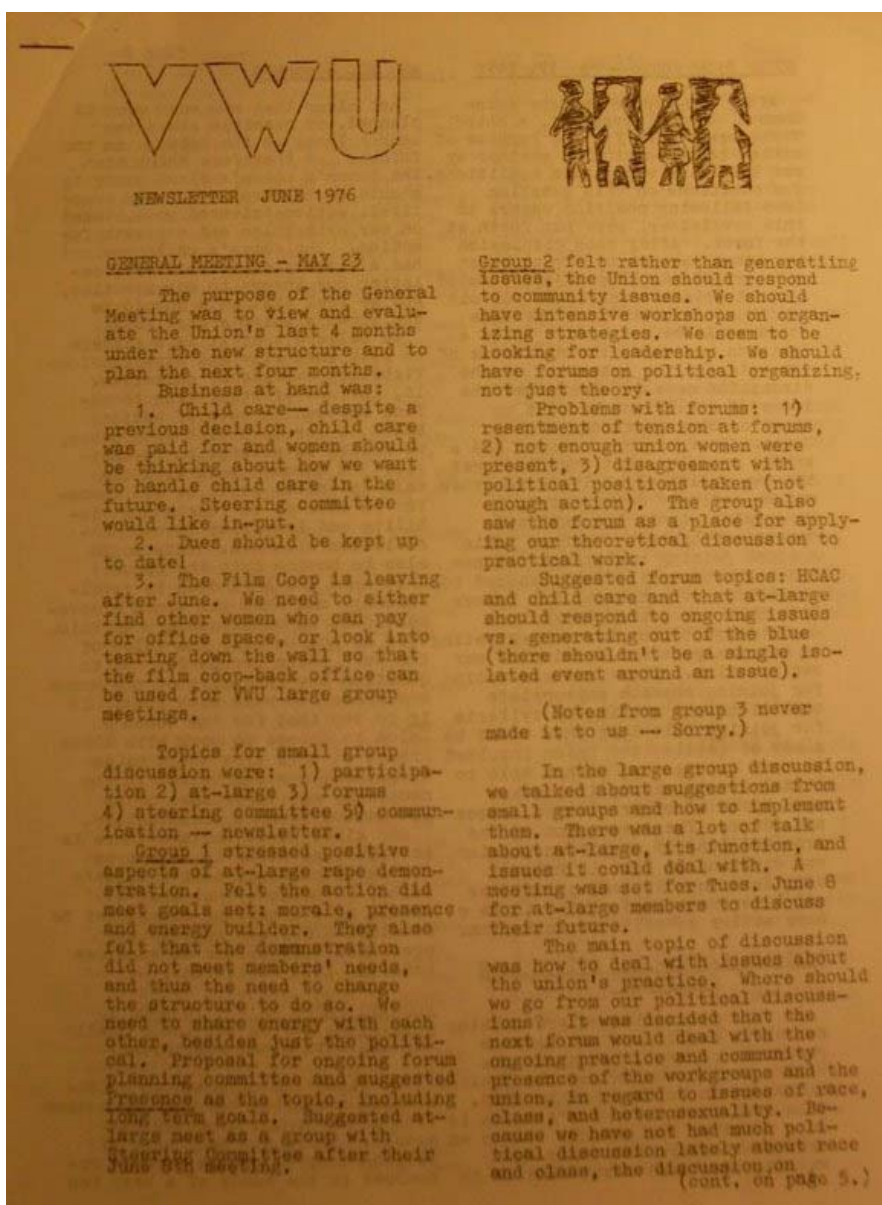 VWU
NEWSLETTER JUNE 1976
GENERAL MEETING - MAY 23
The purpose of the General
Meeting was to view and evalu-
ate the Union's last 4 months
under the new structure and to
plan the next four months.
Business at hand was:
1. Child care-- despite a
previous decision, child care
was paid for and women should
be thinking about how we want
to handle child care in the
future. Steering committee
would like in-put.
2. Dues should be kept up
to date!
3. The Film Coop is leaving
after June. We need to either
find other women who can pay
for office space, or look into
tearing down the wall so that
the film coop-back office can
be used for VWU large group
meetings.
Topics for small group
discussion were: 1) participa-
tion 2) at-large 3) forums
4) steering committee 5) commun-
ication -- newsletter.
Group 1 stressed positive
aspects of at-large rape demon-
stration. Felt the action did
meet goals set: morale, presence
and energy builder. They also
felt that the demunstration
did not meet members' needs,
and thus the need to change
the structure to do so. We
need to share energy with each
other, besides just the politi-
cal. Proposal for ongoing forum
planning committee and suggested
Presence as the topic, including
long term goals. Suggested at-
large meet as a group with
Steering Committee after their
June 8th meeting.
Group 2 felt rather than generatiing
issues, the Union should respond
to community issues. We should
have intensive workshops on organ-
izing strategies. We seem to be
looking for leadership. We should
have forums on political organizing,
not just theory.
Problems with forums: 1)
resentment of tension at forums,
2) not enough union women were
present, 3) disagreement with
political positions taken (not
enough action). The group also
saw the forum as a place for apply-
ing our theoretical discussion to
practical work.
Suggested forum topics: HCAC
and child care and that at-large
should respond to ongoing issues
vs. generating out of the blue
(there shouldn't be a single iso-
lated event around an issue).
(Notes from group 3 never
made it to us -- Sorry.)
In the large group discussion,
we talked about suggestions from
small groups and how to implement
them. There was a lot of talk
about at-large, its function, and
issues it could deal with. A
meeting was set for Tues. June 8
for at-large members to discuss
their future.
The main topic of discussion
was how to deal with issues about
the union's practice. Where should
we go from our political discuss-
ions? It was decided that the
next forum would deal with the
ongoing practice and community
presence of the workgroups and the
union, in regard to issues of race,
class, and heterosexuality. Be-
cause we have not had much poli-
tical discussion lately about race
and class, the discussion on
(cont. on page 5.)